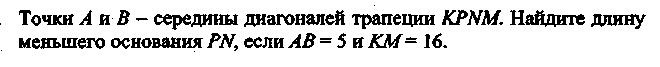 Точки A и B – середины диагоналей трапеции KPNM. Найдите длину
меньшего основания PN, если AB = 5 и KM = 16.